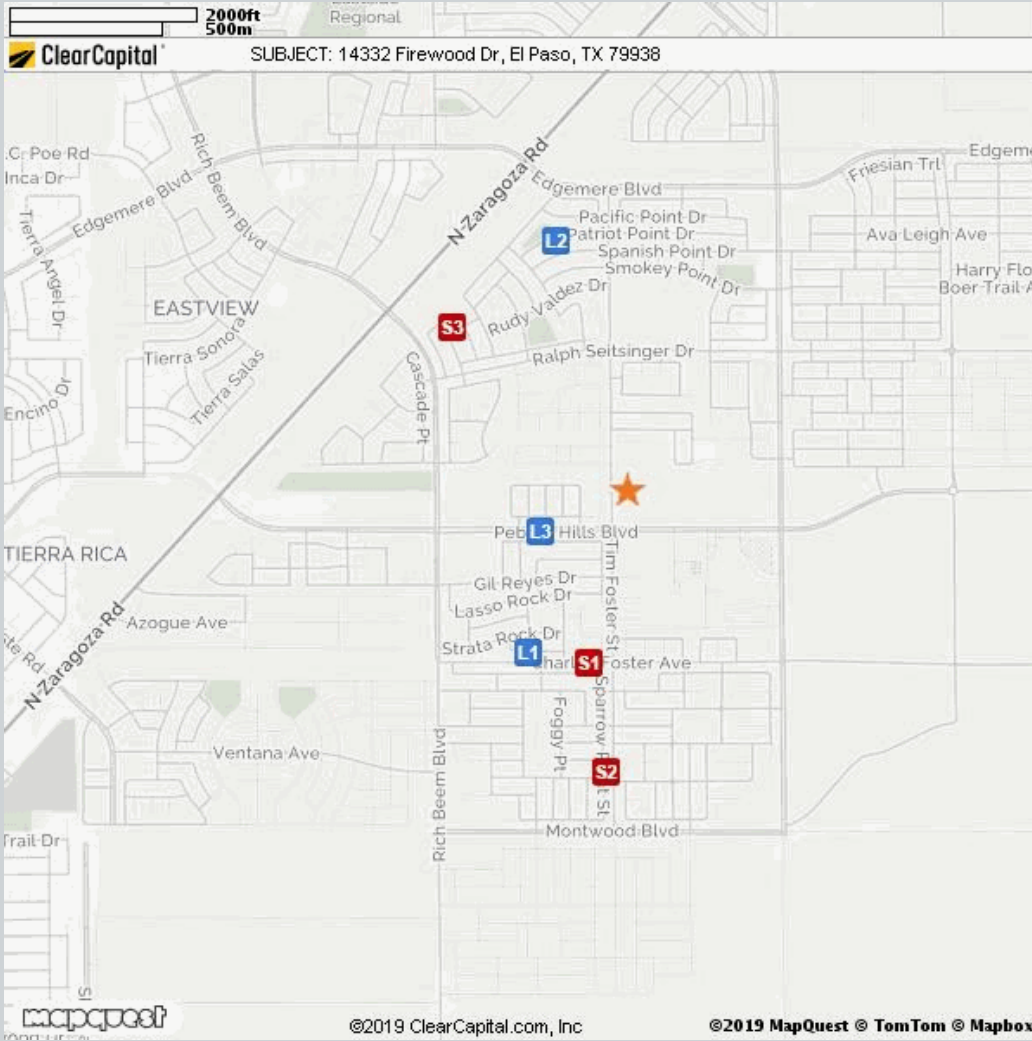 2000ft
Regional
500m
ClearCapital
SUBJECT: 14332 Firewood Dr, El Paso, TX 79938
C. Poe Rd
Inca Dr
Rich Beem Blvd
Edgemere Blvd
N-Zaragoza Rd
Edgemere Blvd
Friesian Trl
Tierra Angel Dr
Pacific Point Dr
L2
Patriot Point Dr
Ava Leigh Ave
Spanish Point Dr
Smokey Point Dr
Harry Flo
Boer Trail
EASTVIEW
Rudy Valdez Dr
S3
Tierra Sonora
Ralph Seitsinger Dr
Tierra Salas
Cascade Pt
Encino Dr
L3
Hills Blvd
TIERRA RICA
Tim Foster St
Gil Reyes Dr
Lasso Rock Dr
Azogue Ave
Strata Rock Dr
L1
S1
Foster Ave
N-Zaragoza Rd
Foggy Pt
Sparrow
St
Ventana Ave
S2
Rich Beem Blvd
Montwood Blvd
Trail Dr
mapquest
©2019 ClearCapital.com, Inc
©2019 MapQuest © TomTom © Mapbox